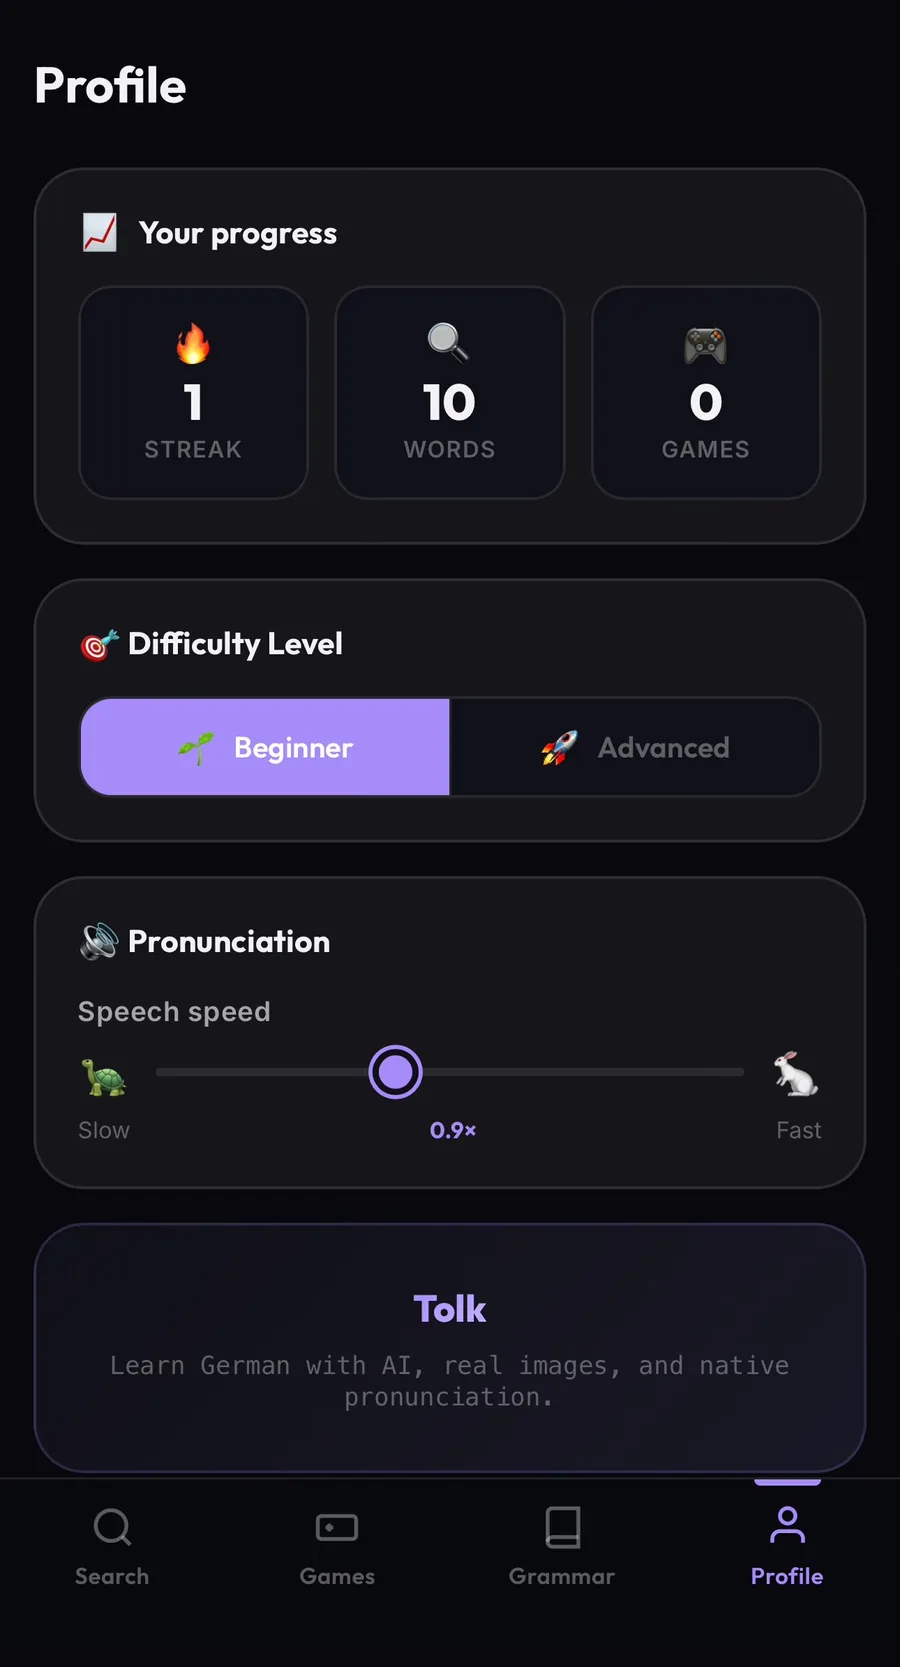 Profile
Your progress
1
STREAK
10
WORDS
0
GAMES
Difficulty Level
Beginner
Advanced
Pronunciation
Speech speed
Slow
0.9×
Fast
Tolk
Learn German with AI, real images, and native
pronunciation.
Search
Games
Grammar
Profile